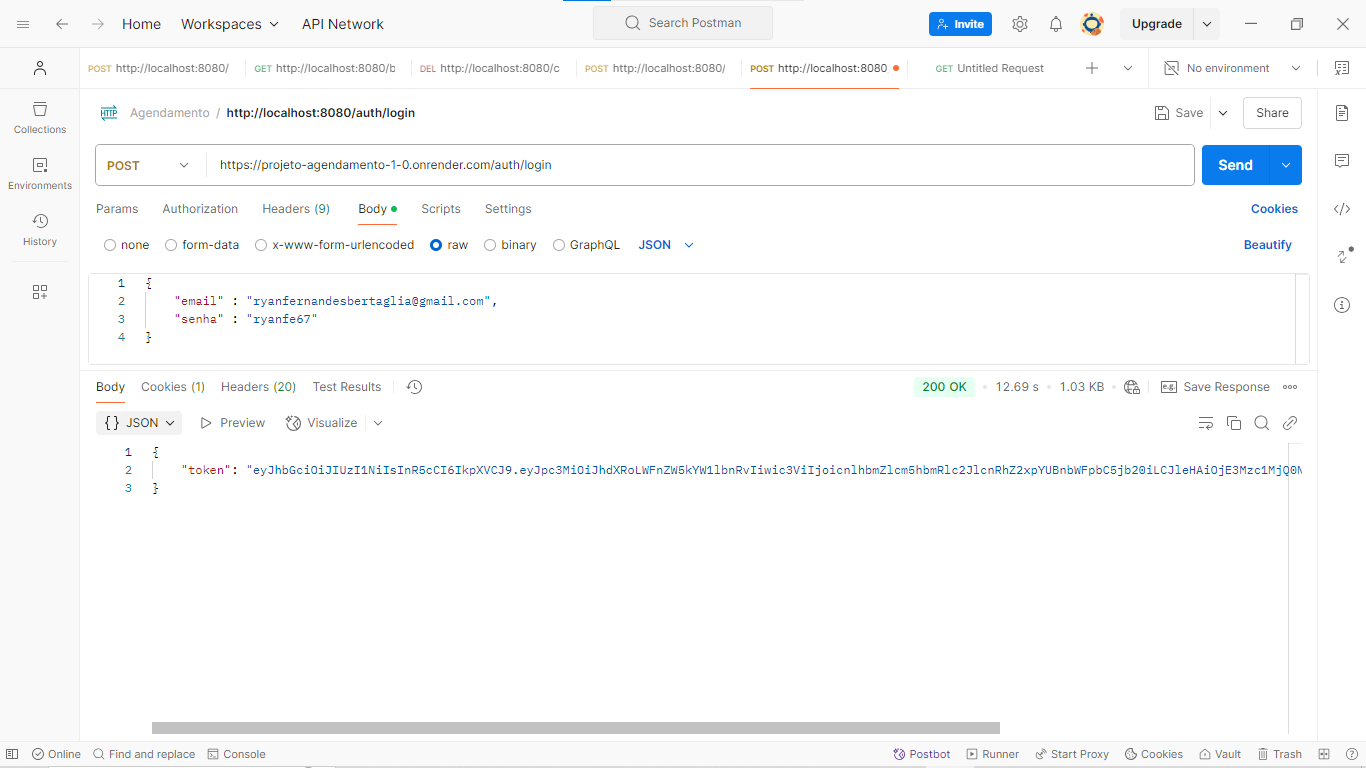 Home Workspaces API Network Search Postman Invite Upgrade
POST http://localhost:8080/ GET http://localhost:8080/b DEL http://localhost:8080/c POST http://localhost:8080/ POST http://localhost:8080 GET Untitled Request No environment
HTTP Agendamento / http://localhost:8080/auth/login Save Share
Collections
POST https://projeto-agendamento-1-0.onrender.com/auth/login Send
Environments
Params Authorization Headers (9) Body Scripts Settings Cookies
History
none form-data x-www-form-urlencoded raw binary GraphQL JSON Beautify
1 {
2 "email" : "ryanfernandesbertaglia@gmail.com",
3 "senha" : "ryanfe67"
4 }
Body Cookies (1) Headers (20) Test Results 200 OK • 12.69 s • 1.03 KB • e.g. Save Response
{} JSON Preview Visualize
1 {
2 "token": "eyJhbGciOiJIUzI1NiIsInR5cCI6IkpXVCJ9.eyJpc3MiOiJhdXRoLWFnZW5kYW1lbnRvIiwic3ViIjoicnlhbmZlcm5hbmRlc2JlcnRhZ2xpYUBnbWFpbC5jb20iLCJleHAiOjE3Mzc1MjQ0N
3 }
Online Find and replace Console Postbot Runner Start Proxy Cookies Vault Trash